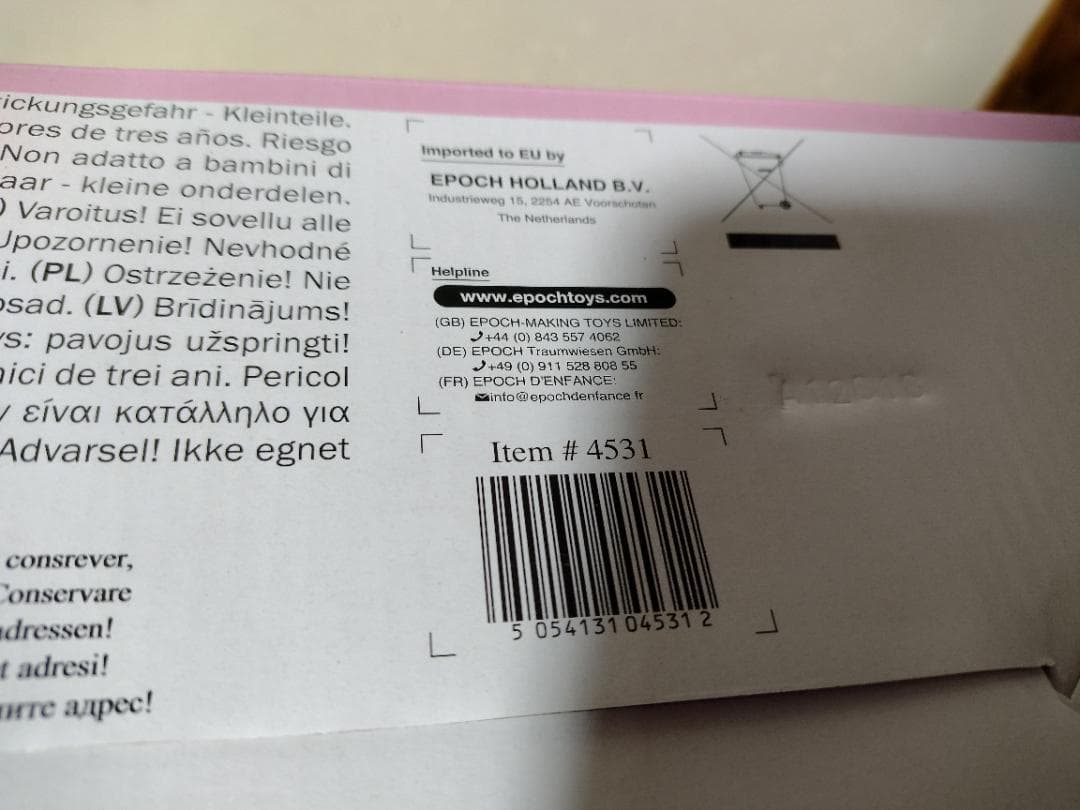 ickungsgefahr - Kleinteile.
ores de tres años. Riesgo
Non adatto a bambini di
aar - kleine onderdelen.
) Varoitus! Ei sovellu alle
Upozornenie! Nevhodné
i. (PL) Ostrzeżenie! Nie
osad. (LV) Brīdinājums!
s: pavojus užspringti!
nici de trei ani. Pericol
είναι κατάλληλο για
Advarsel! Ikke egnet
consrever,
Conservare
adressen!
t adresi!
ите адрес!
Imported to EU by
EPOCH HOLLAND B.V.
Industrieweg 15, 2254 AE Voorschoten
The Netherlands
Helpline
www.epochtoys.com
(GB) EPOCH-MAKING TOYS LIMITED:
+44 (0) 843 557 4062
(DE) EPOCH Traumwiesen GmbH:
+49 (0) 911 528 808 55
(FR) EPOCH D'ENFANCE:
info@epochdenfance.fr
Item # 4531
5 054131 045312